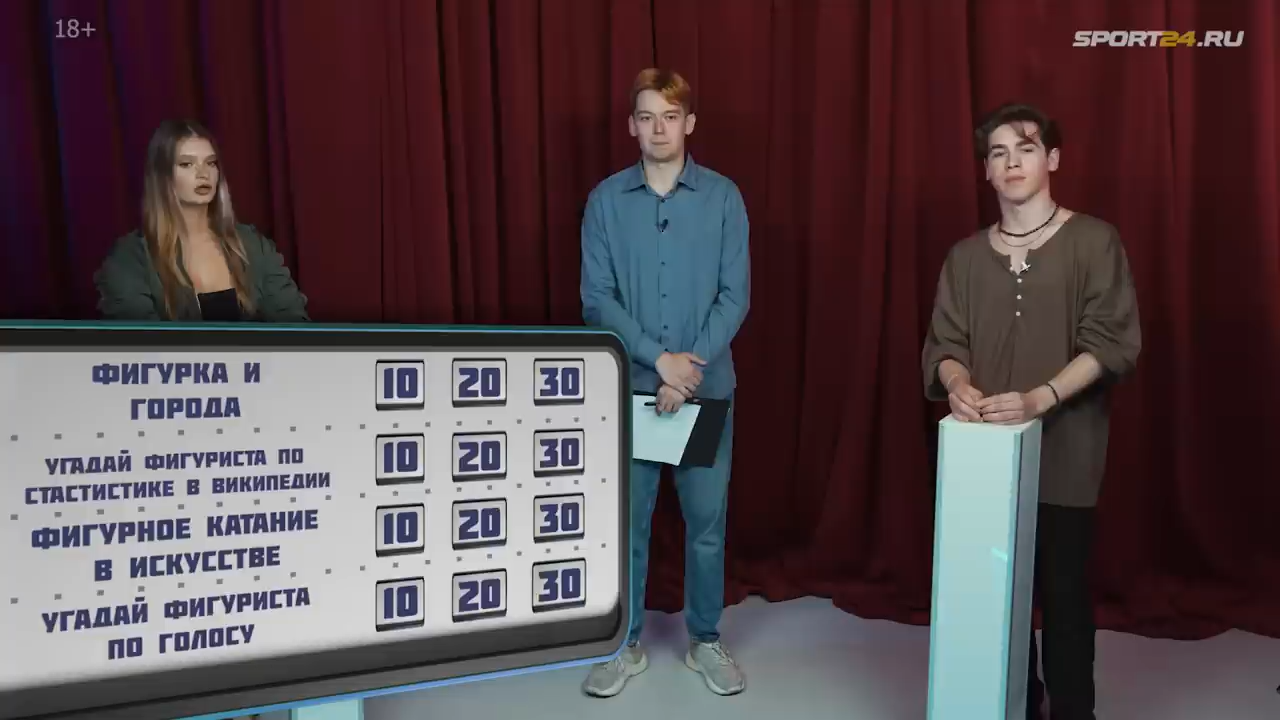 18+
SPORT24.RU
ФИГУРКА И
ГОРОДА
10 20 30
УГАДАЙ ФИГУРИСТА ПО
СТАСТИСТИКЕ В ВИКИПЕДИИ
10 20 30
ФИГУРНОЕ КАТАНИЕ
В ИСКУССТВЕ
10 20 30
УГАДАЙ ФИГУРИСТА
ПО ГОЛОСУ
10 20 30